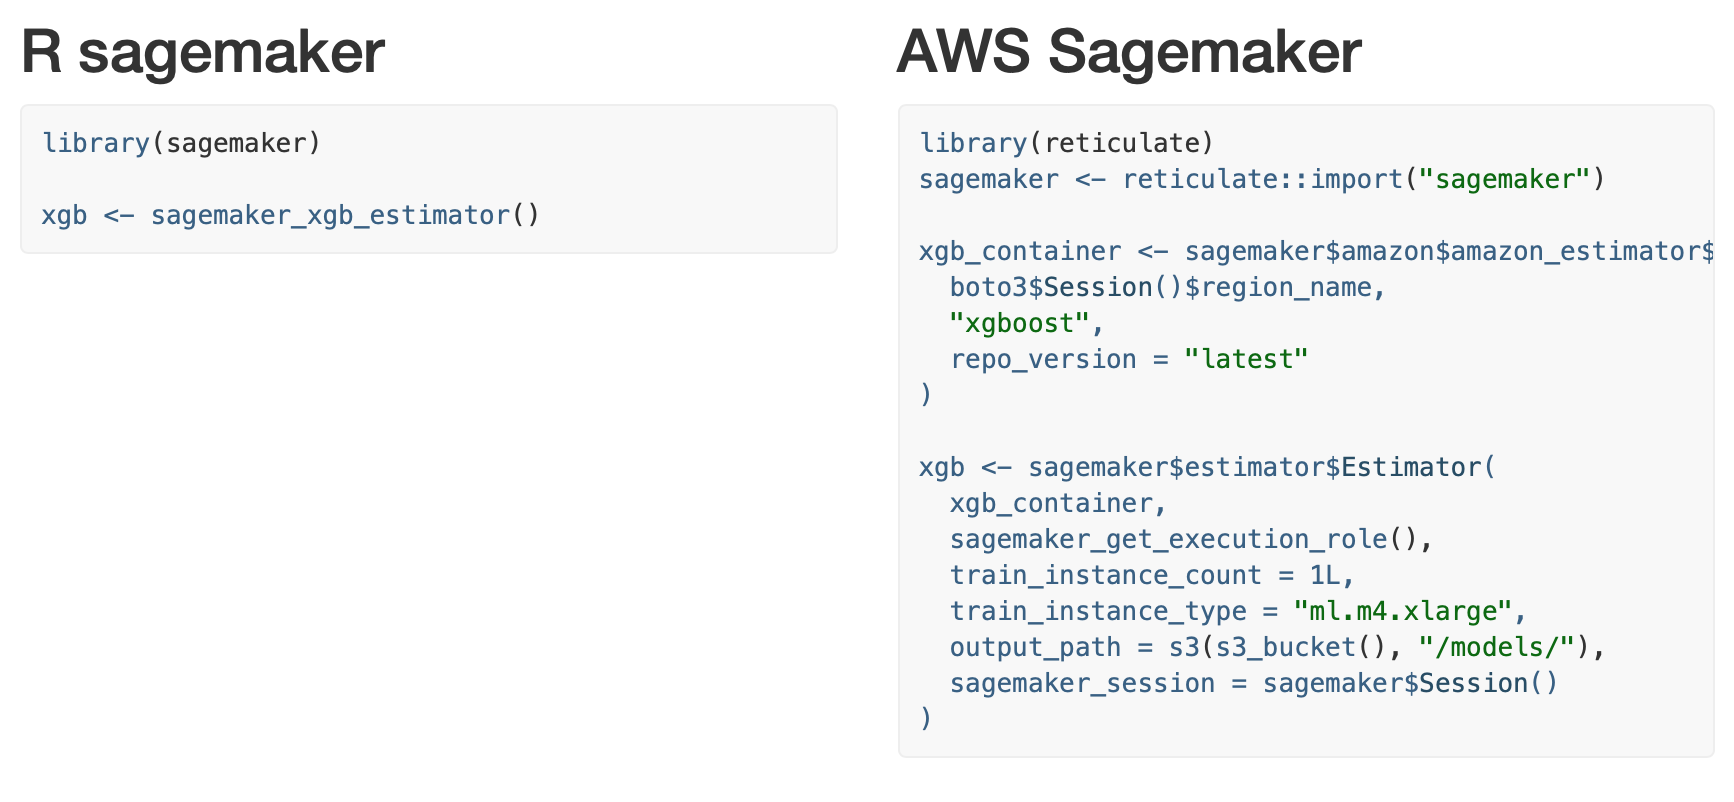 R sagemaker
library(sagemaker)
xgb <- sagemaker_xgb_estimator()
AWS Sagemaker
library(reticulate)
sagemaker <- reticulate::import("sagemaker")
xgb_container <- sagemaker$amazon$amazon_estimator$
  boto3$Session()$region_name,
  "xgboost",
  repo_version = "latest"
)
xgb <- sagemaker$estimator$Estimator(
  xgb_container,
  sagemaker_get_execution_role(),
  train_instance_count = 1L,
  train_instance_type = "ml.m4.xlarge",
  output_path = s3(s3_bucket(), "/models/"),
  sagemaker_session = sagemaker$Session()
)